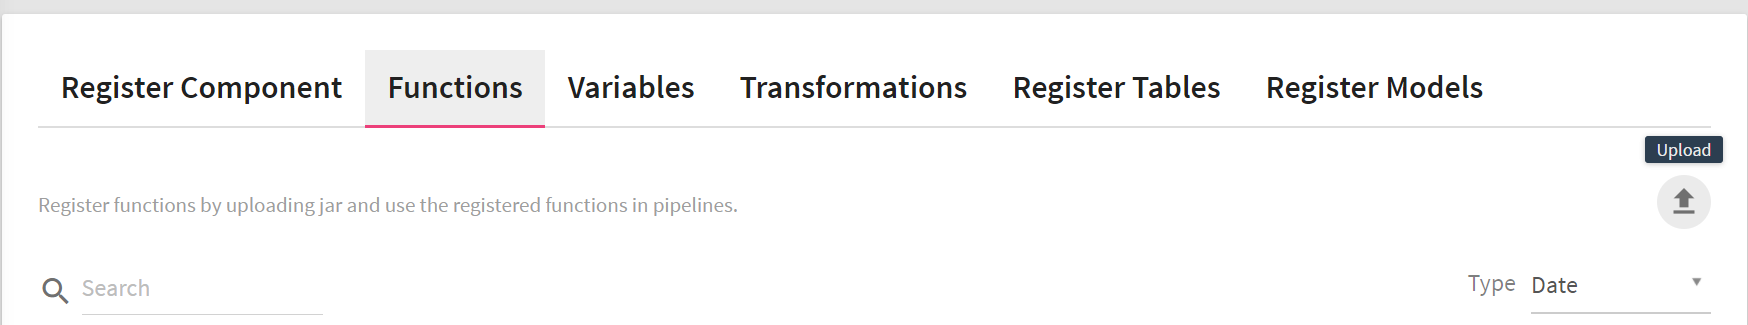 Register Component Functions Variables Transformations Register Tables Register Models
Upload
Register functions by uploading jar and use the registered functions in pipelines.
Search
Type Date